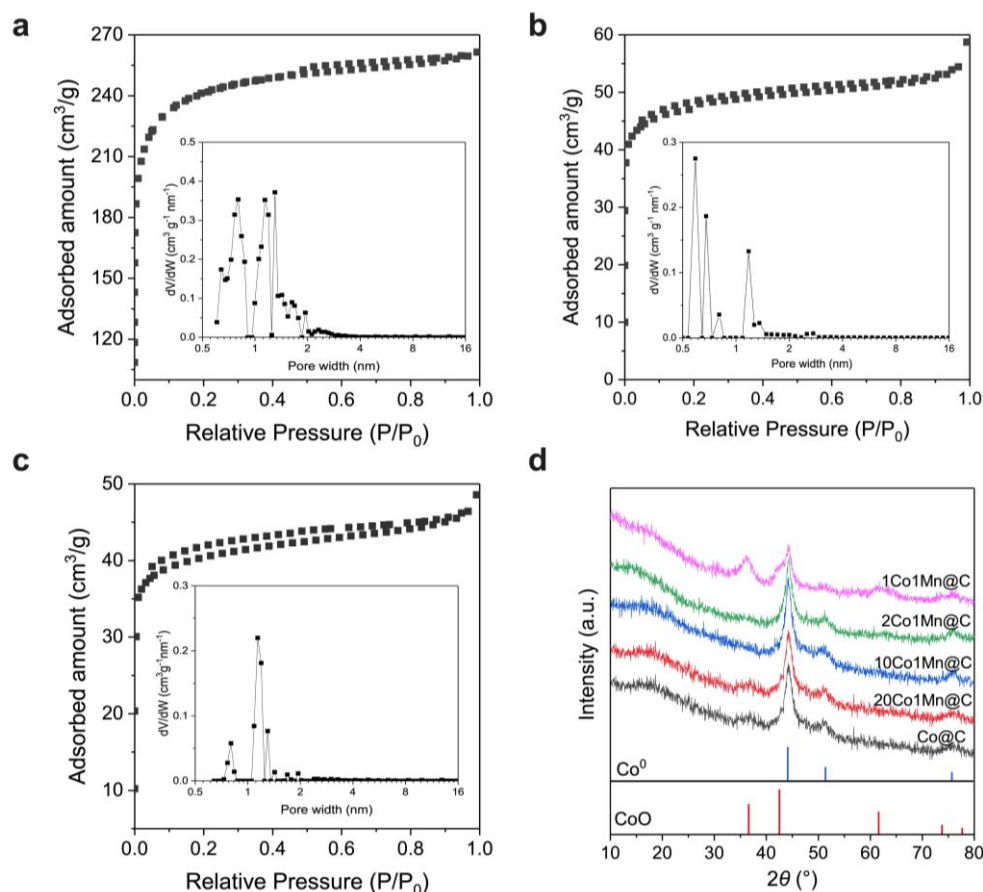 a
270
240
210
180
150
120
Adsorbed amount (cm³/g)
0.5
0.4
0.3
0.2
0.1
0.0
dV/dW (cm³ g⁻¹ nm⁻¹)
0.5 1 2 4 8 16
Pore width (nm)
0.0 0.2 0.4 0.6 0.8 1.0
Relative Pressure (P/P₀)
b
60
50
40
30
20
10
0
Adsorbed amount (cm³/g)
0.3
0.2
0.1
0.0
dV/dW (cm³ g⁻¹ nm⁻¹)
0.5 1 2 4 8 16
Pore width (nm)
0.0 0.2 0.4 0.6 0.8 1.0
Relative Pressure (P/P₀)
c
50
40
30
20
10
0
Adsorbed amount (cm³/g)
0.3
0.2
0.1
0.0
dV/dW (cm³g⁻¹nm⁻¹)
0.5 1 2 4 8 16
Pore width (nm)
0.0 0.2 0.4 0.6 0.8 1.0
Relative Pressure (P/P₀)
d
Intensity (a.u.)
1Co1Mn@C
2Co1Mn@C
10Co1Mn@C
20Co1Mn@C
Co@C
Co⁰
CoO
10 20 30 40 50 60 70 80
2θ (°)